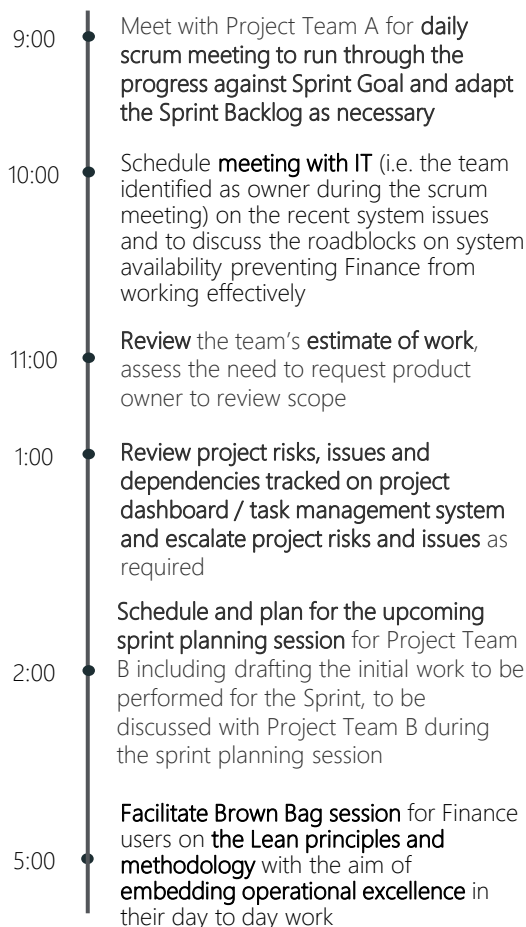 9:00
Meet with Project Team A for daily
scrum meeting to run through the
progress against Sprint Goal and adapt
the Sprint Backlog as necessary
10:00
Schedule meeting with IT (i.e. the team
identified as owner during the scrum
meeting) on the recent system issues
and to discuss the roadblocks on system
availability preventing Finance from
working effectively
11:00
Review the team’s estimate of work,
assess the need to request product
owner to review scope
1:00
Review project risks, issues and
dependencies tracked on project
dashboard / task management system
and escalate project risks and issues as
required
2:00
Schedule and plan for the upcoming
sprint planning session for Project Team
B including drafting the initial work to be
performed for the Sprint, to be
discussed with Project Team B during
the sprint planning session
5:00
Facilitate Brown Bag session for Finance
users on the Lean principles and
methodology with the aim of
embedding operational excellence in
their day to day work